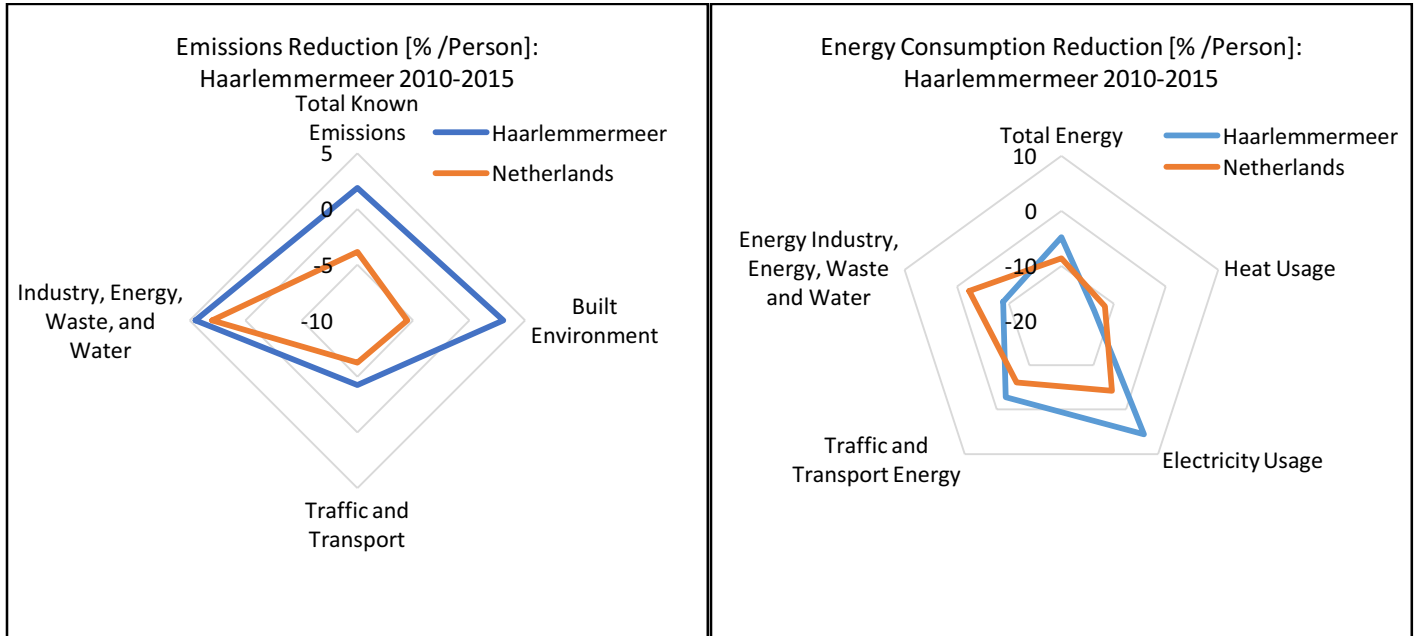 Emissions Reduction [% /Person]:
Haarlemmermeer 2010-2015
Total Known
Emissions
Haarlemmermeer
Netherlands
5
0
-5
-10
Industry, Energy,
Waste, and
Water
Built
Environment
Traffic and
Transport
Energy Consumption Reduction [% /Person]:
Haarlemmermeer 2010-2015
Total Energy
Haarlemmermeer
Netherlands
10
0
-10
-20
Energy Industry,
Energy, Waste
and Water
Heat Usage
Traffic and
Transport Energy
Electricity Usage